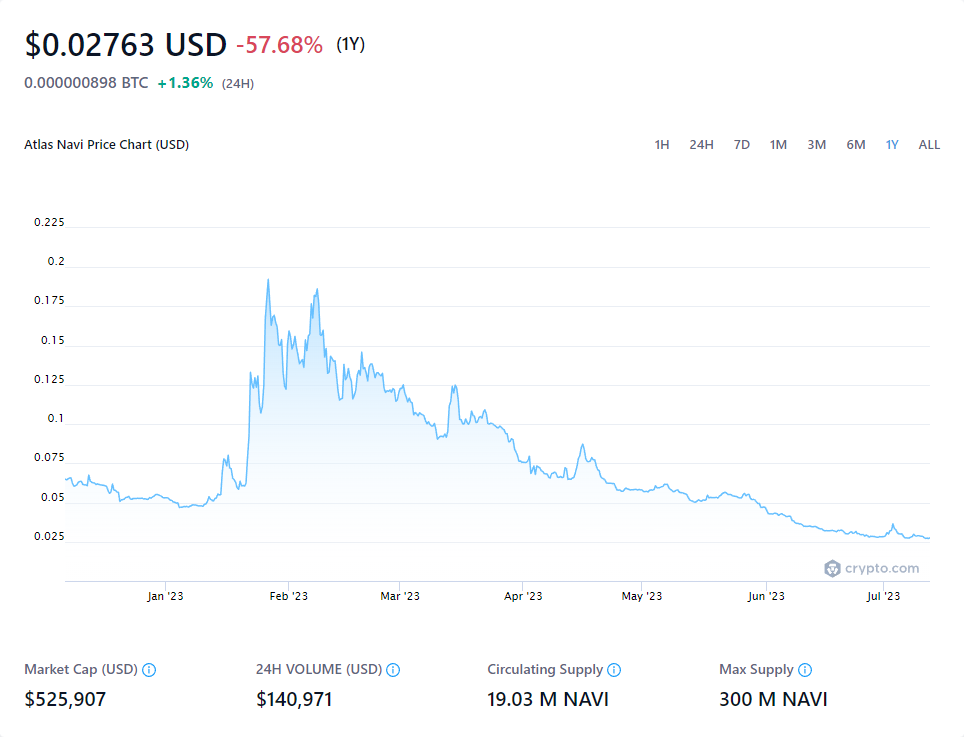 $0.02763 USD -57.68% (1Y)
0.000000898 BTC +1.36% (24H)
Atlas Navi Price Chart (USD) 1H 24H 7D 1M 3M 6M 1Y ALL
0.225
0.2
0.175
0.15
0.125
0.1
0.075
0.05
0.025
crypto.com
Jan '23 Feb '23 Mar '23 Apr '23 May '23 Jun '23 Jul '23
Market Cap (USD) 24H VOLUME (USD) Circulating Supply Max Supply
$525,907 $140,971 19.03 M NAVI 300 M NAVI